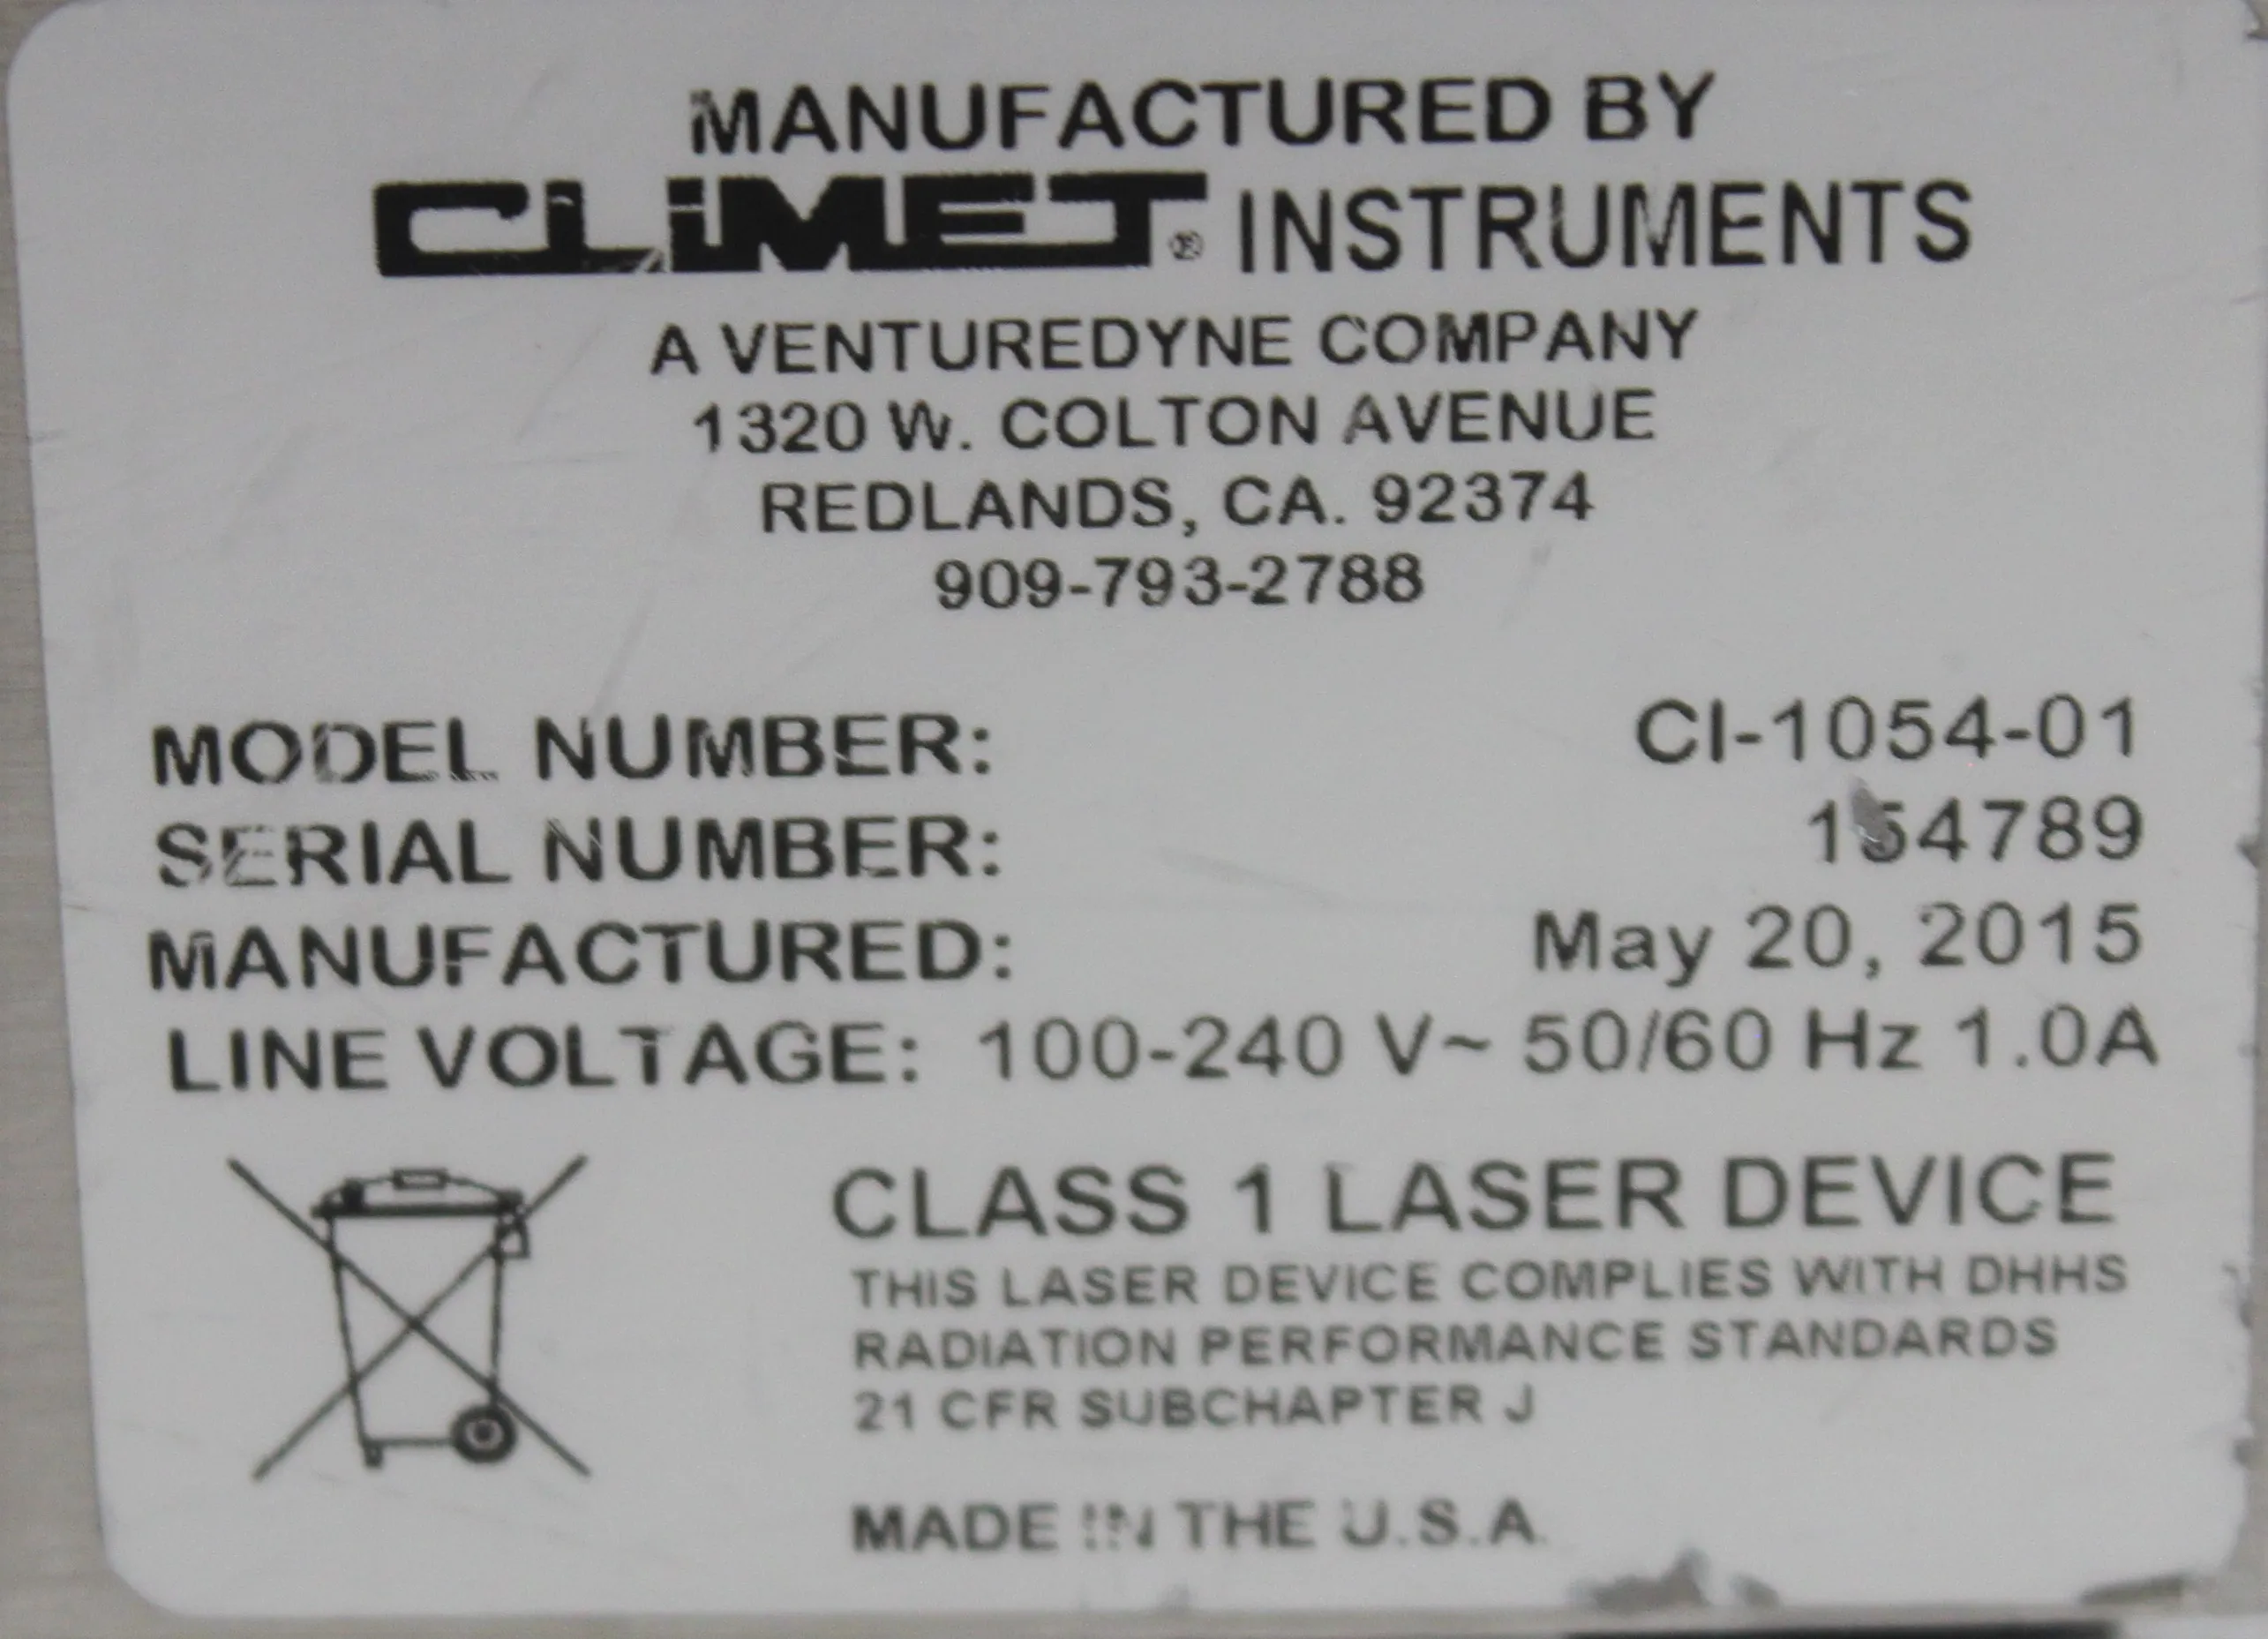 MANUFACTURED BY
CLiMET® INSTRUMENTS
A VENTUREDYNE COMPANY
1320 W. COLTON AVENUE
REDLANDS, CA. 92374
909-793-2788
MODEL NUMBER: CI-1054-01
SERIAL NUMBER: 154789
MANUFACTURED: May 20, 2015
LINE VOLTAGE: 100-240 V~ 50/60 Hz 1.0A
CLASS 1 LASER DEVICE
THIS LASER DEVICE COMPLIES WITH DHHS
RADIATION PERFORMANCE STANDARDS
21 CFR SUBCHAPTER J
MADE IN THE U.S.A.